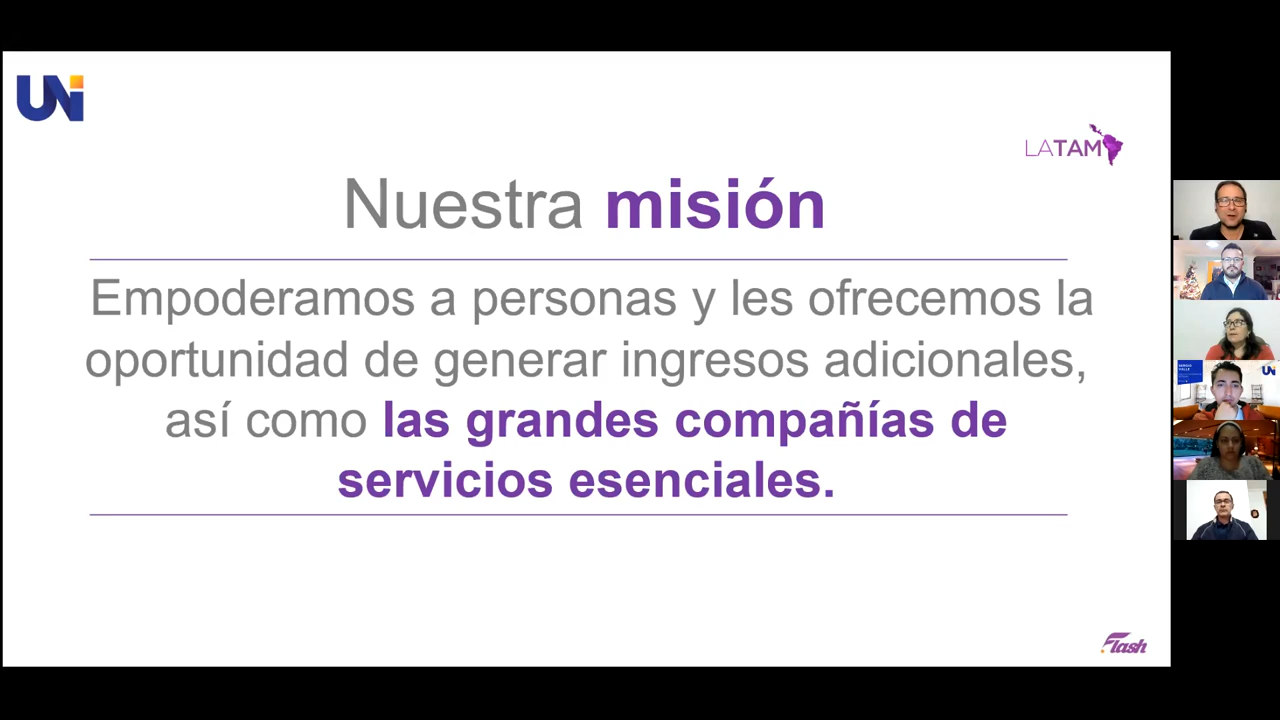 UNi
LATAM
Nuestra misión
Empoderamos a personas y les ofrecemos la
oportunidad de generar ingresos adicionales,
así como las grandes compañías de
servicios esenciales.
Flash
UNi